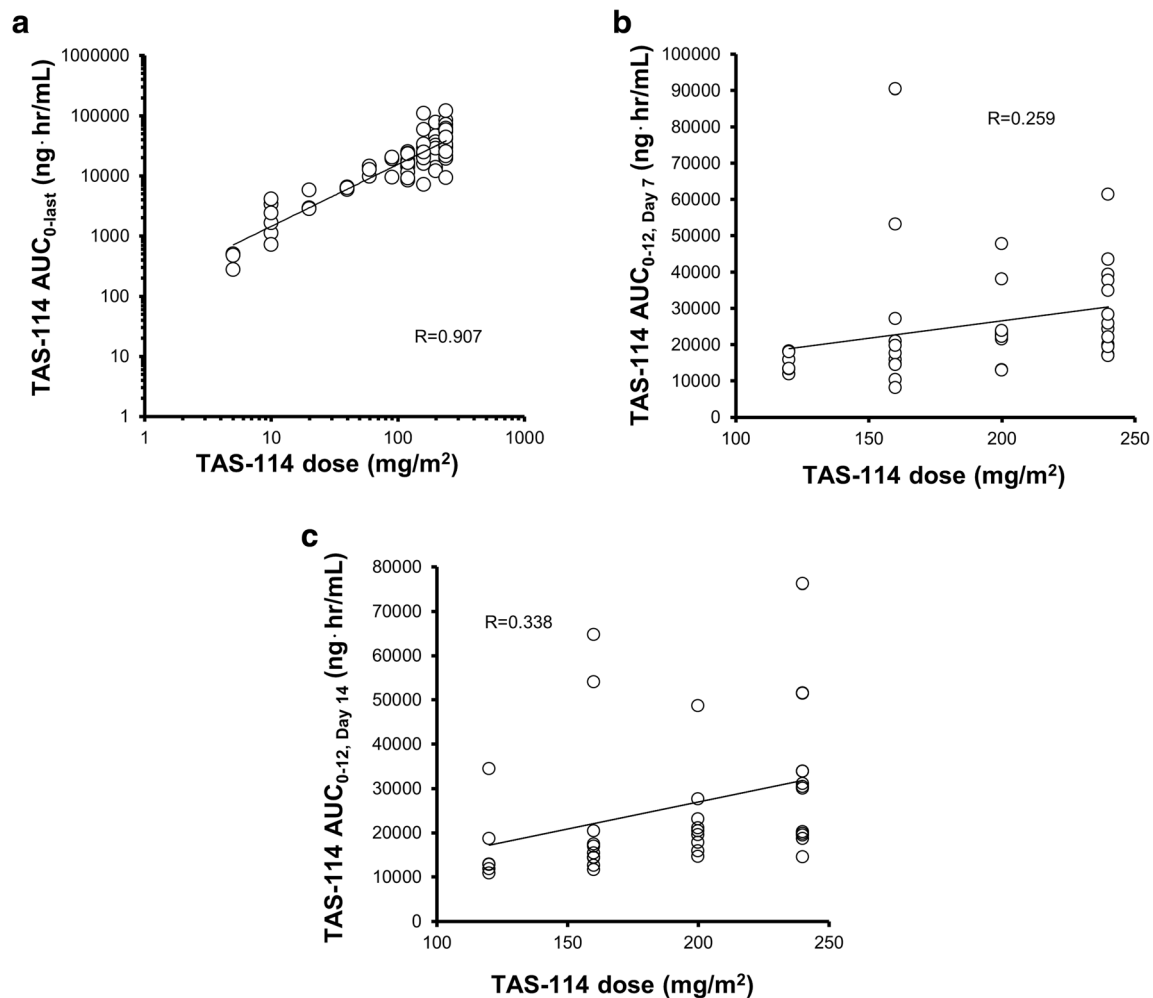 a
TAS-114 AUC0-last (ng·hr/mL)
1000000
100000
10000
1000
100
10
1
R=0.907
1 10 100 1000
TAS-114 dose (mg/m²)
b
TAS-114 AUC0-12, Day 7 (ng·hr/mL)
100000
90000
80000
70000
60000
50000
40000
30000
20000
10000
0
R=0.259
100 150 200 250
TAS-114 dose (mg/m²)
c
TAS-114 AUC0-12, Day 14 (ng·hr/mL)
80000
70000
60000
50000
40000
30000
20000
10000
0
R=0.338
100 150 200 250
TAS-114 dose (mg/m²)